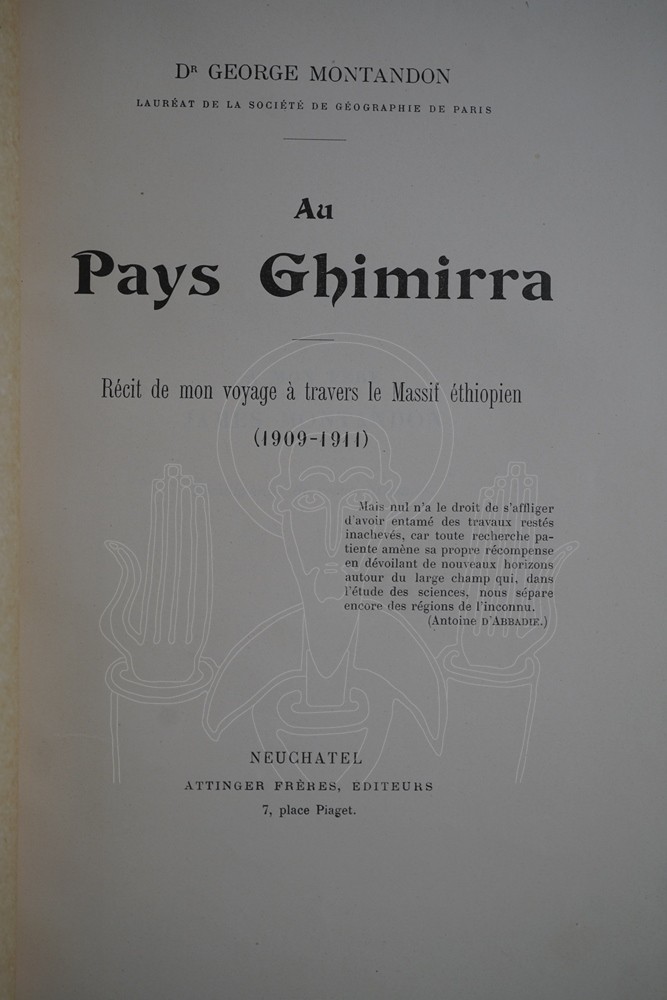 Dr GEORGE MONTANDON
LAURÉAT DE LA SOCIÉTÉ DE GÉOGRAPHIE DE PARIS
Au
Pays Ghimirra
Récit de mon voyage à travers le Massif éthiopien
(1909-1911)
Mais nul n'a le droit de s'affliger
d'avoir entamé des travaux restés
inachevés, car toute recherche pa-
tiente amène sa propre récompense
en dévoilant de nouveaux horizons
autour du large champ qui, dans
l'étude des sciences, nous sépare
encore des régions de l'inconnu.
(Antoine D'ABBADIE.)
NEUCHATEL
ATTINGER FRÈRES, EDITEURS
7, place Piaget.